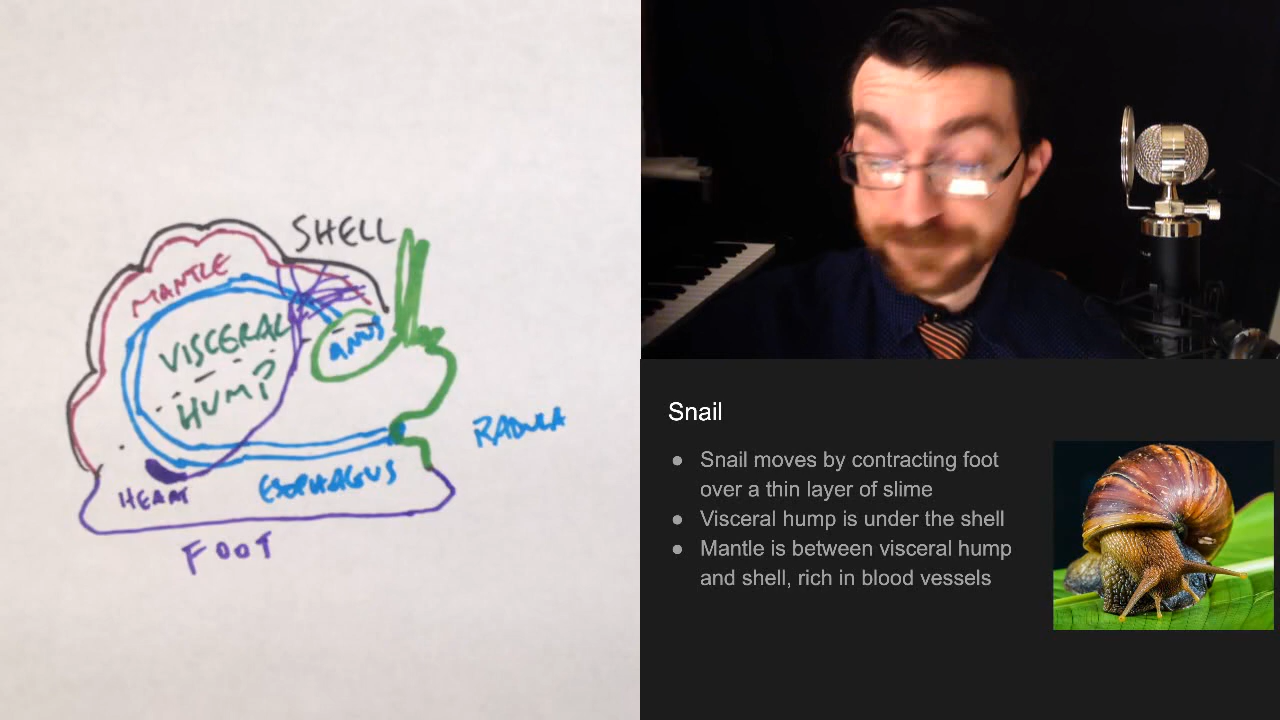 SHELL
MANTLE
VISCERAL
HUMP
ANUS
RADULA
ESOPHAGUS
HEART
FOOT
Snail
● Snail moves by contracting foot
over a thin layer of slime
● Visceral hump is under the shell
● Mantle is between visceral hump
and shell, rich in blood vessels